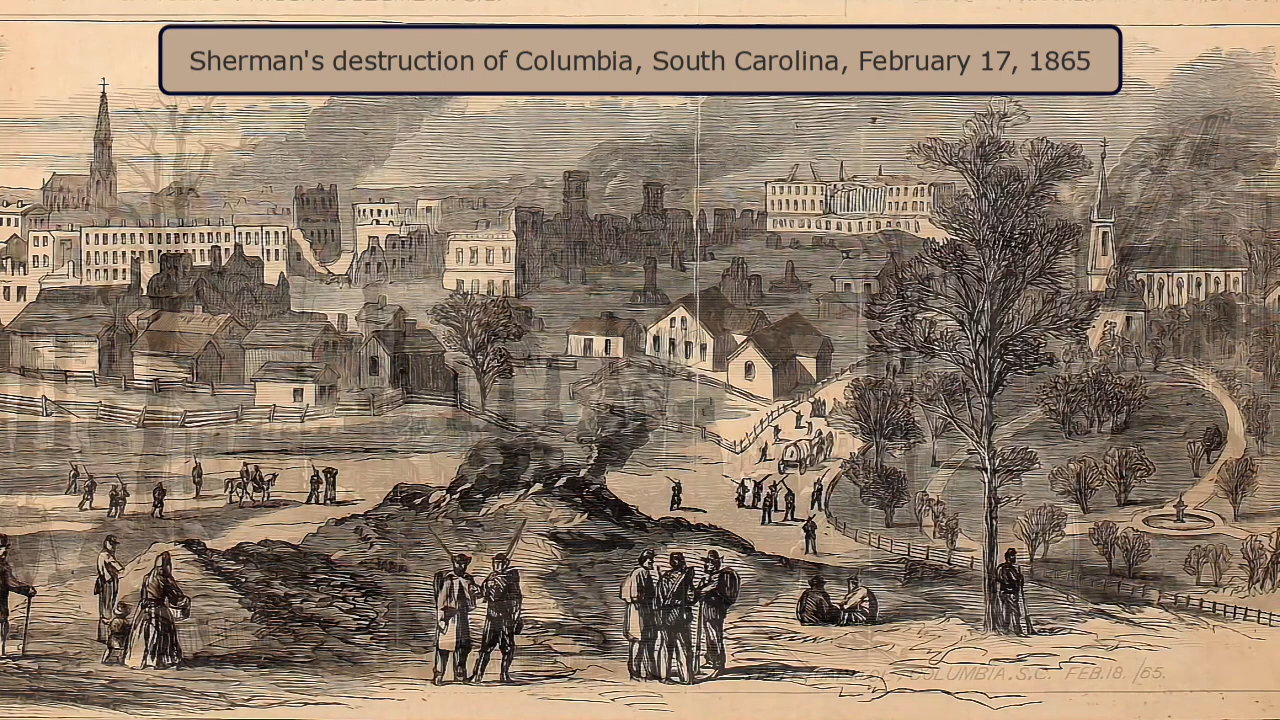 Sherman's destruction of Columbia, South Carolina, February 17, 1865
COLUMBIA. S.C. FEB. 18. /65.